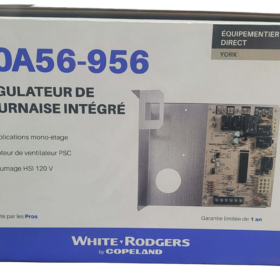 ÉQUIPEMENTIER
DIRECT
YORK
0A56-956
GULATEUR DE
URNAISE INTÉGRÉ
plications mono-étage
teur de ventilateur PSC
umage HSI 120 V
te par les Pros
Garantie limitée de 1 an
WHITE-RODGERS
by COPELAND